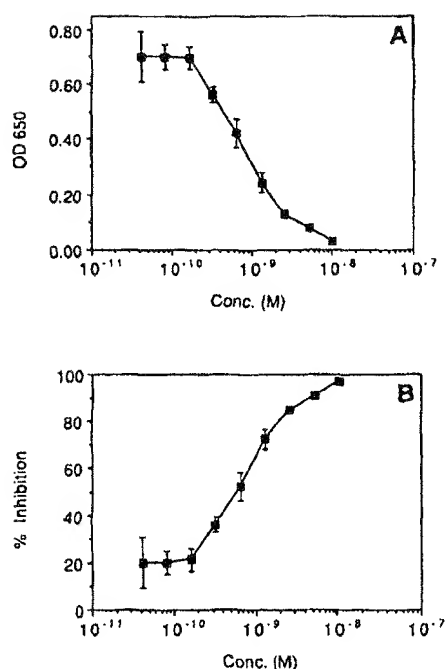 A
0.80
0.60
0.40
0.20
0.00
OD 650
10⁻¹¹ 10⁻¹⁰ 10⁻⁹ 10⁻⁸ 10⁻⁷
Conc. (M)
B
100
80
60
40
20
0
% Inhibition
10⁻¹¹ 10⁻¹⁰ 10⁻⁹ 10⁻⁸ 10⁻⁷
Conc. (M)